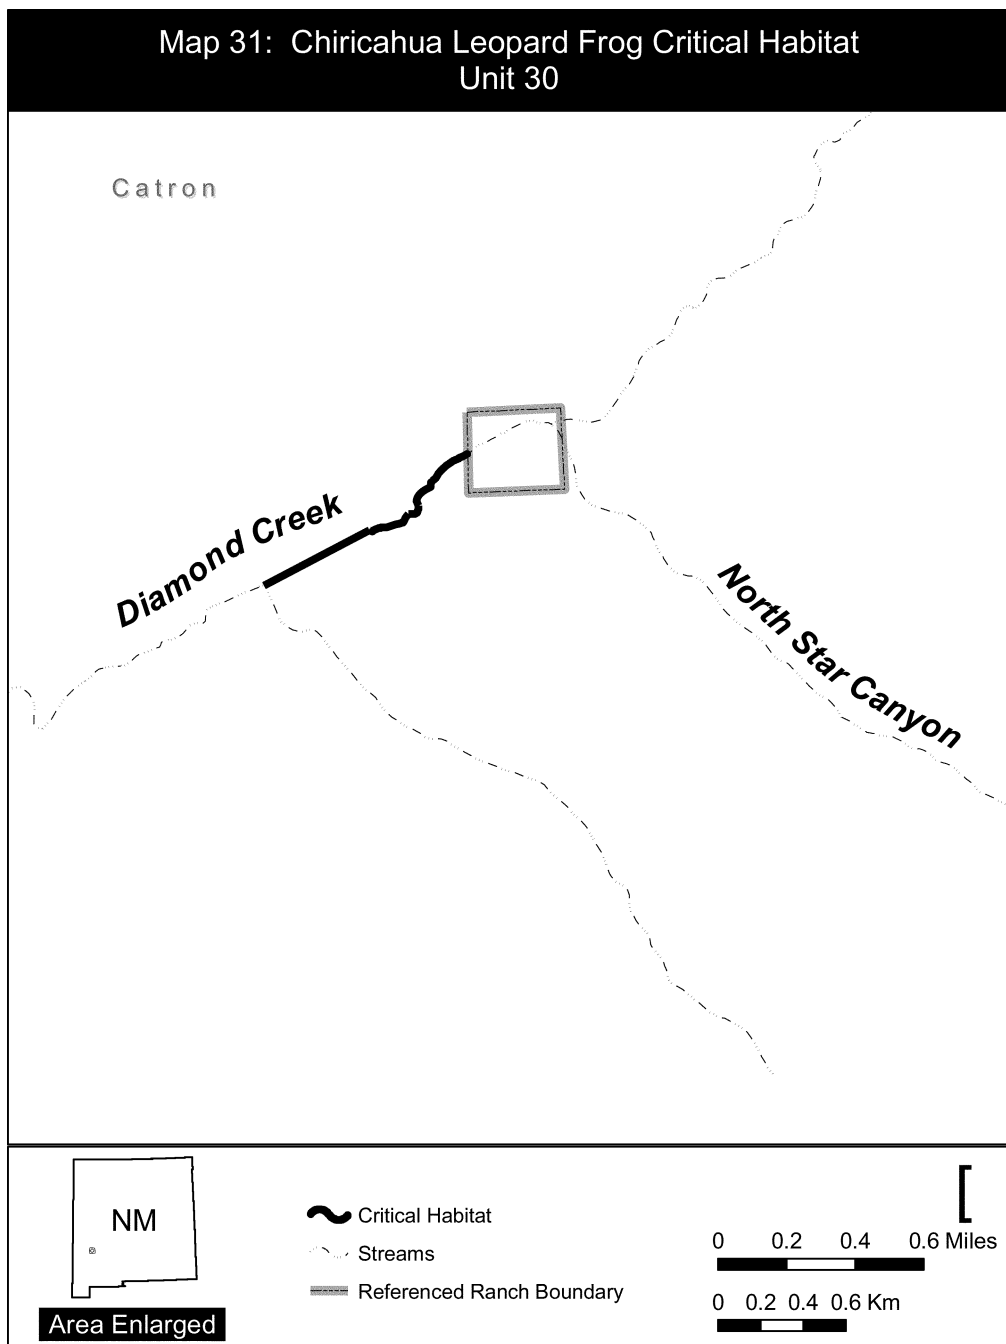 Map 31: Chiricahua Leopard Frog Critical Habitat
Unit 30
Catron
Diamond Creek
North Star Canyon
NM
Area Enlarged
Critical Habitat
Streams
Referenced Ranch Boundary
[
0 0.2 0.4 0.6 Miles
0 0.2 0.4 0.6 Km